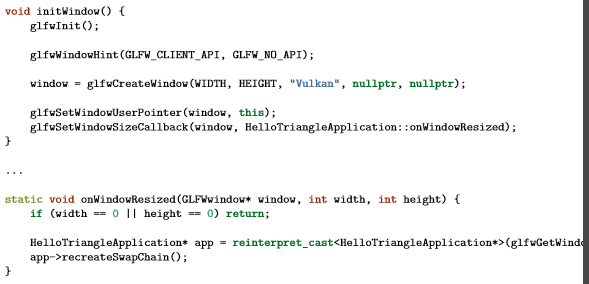 void initWindow() {
    glfwInit();

    glfwWindowHint(GLFW_CLIENT_API, GLFW_NO_API);

    window = glfwCreateWindow(WIDTH, HEIGHT, "Vulkan", nullptr, nullptr);

    glfwSetWindowUserPointer(window, this);
    glfwSetWindowSizeCallback(window, HelloTriangleApplication::onWindowResized);
}

...

static void onWindowResized(GLFWwindow* window, int width, int height) {
    if (width == 0 || height == 0) return;

    HelloTriangleApplication* app = reinterpret_cast<HelloTriangleApplication*>(glfwGetWind
    app->recreateSwapChain();
}